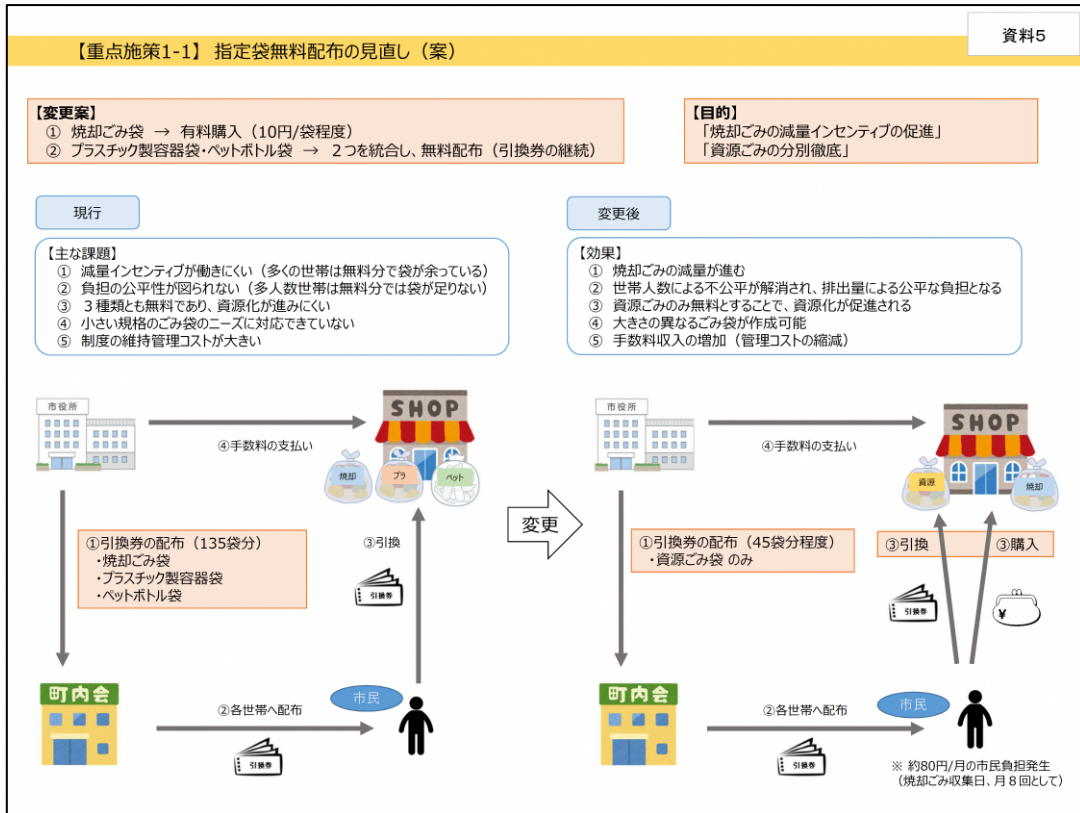 資料5
【重点施策1-1】 指定袋無料配布の見直し（案）
【変更案】
① 焼却ごみ袋 → 有料購入（10円/袋程度）
② プラスチック製容器袋・ペットボトル袋 → ２つを統合し、無料配布（引換券の継続）
【目的】
「焼却ごみの減量インセンティブの促進」
「資源ごみの分別徹底」
現行
【主な課題】
① 減量インセンティブが働きにくい（多くの世帯は無料分で袋が余っている）
② 負担の公平性が図られない（多人数世帯は無料分では袋が足りない）
③ ３種類とも無料であり、資源化が進みにくい
④ 小さい規格のごみ袋のニーズに対応できていない
⑤ 制度の維持管理コストが大きい
市役所
④手数料の支払い
SHOP
焼却
プラ
ペット
①引換券の配布（135袋分）
・焼却ごみ袋
・プラスチック製容器袋
・ペットボトル袋
③引換
引換券
町内会
②各世帯へ配布
引換券
市民
変更
変更後
【効果】
① 焼却ごみの減量が進む
② 世帯人数による不公平が解消され、排出量による公平な負担となる
③ 資源ごみのみ無料とすることで、資源化が促進される
④ 大きさの異なるごみ袋が作成可能
⑤ 手数料収入の増加（管理コストの縮減）
市役所
④手数料の支払い
SHOP
資源
焼却
①引換券の配布（45袋分程度）
・資源ごみ袋 のみ
③引換
③購入
引換券
¥
町内会
②各世帯へ配布
引換券
市民
※ 約80円/月の市民負担発生
（焼却ごみ収集日、月８回として）